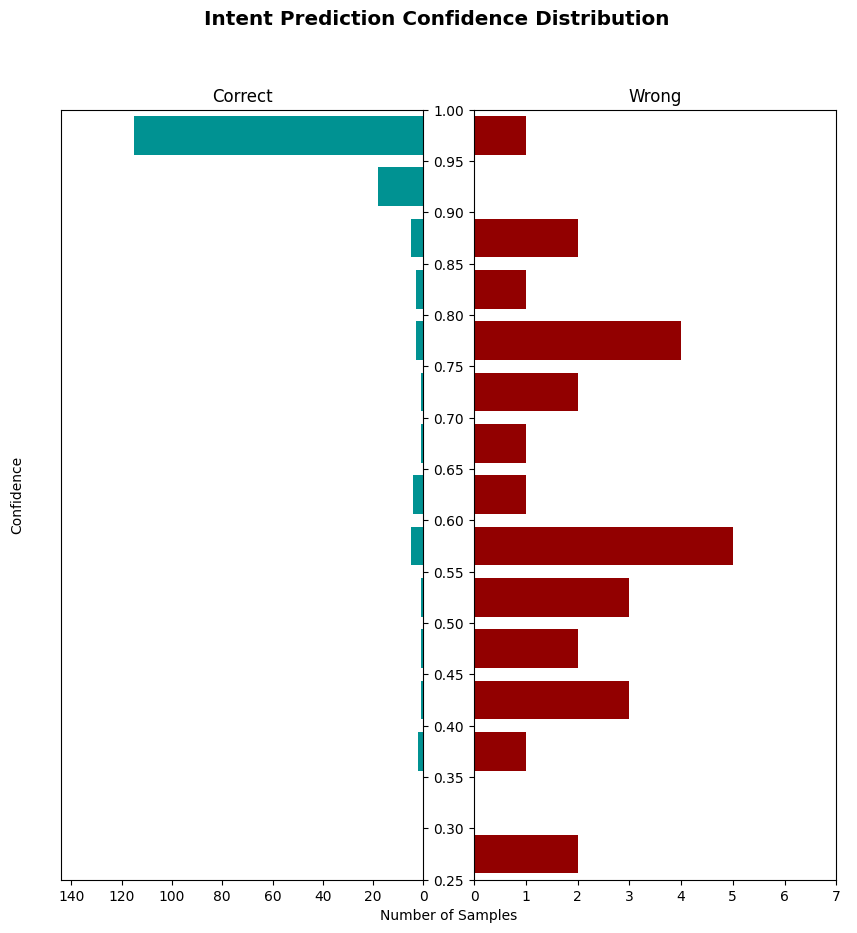 Intent Prediction Confidence Distribution
Correct
Wrong
1.00
0.95
0.90
0.85
0.80
0.75
0.70
0.65
0.60
0.55
0.50
0.45
0.40
0.35
0.30
0.25
Confidence
140 120 100 80 60 40 20 0
0 1 2 3 4 5 6 7
Number of Samples